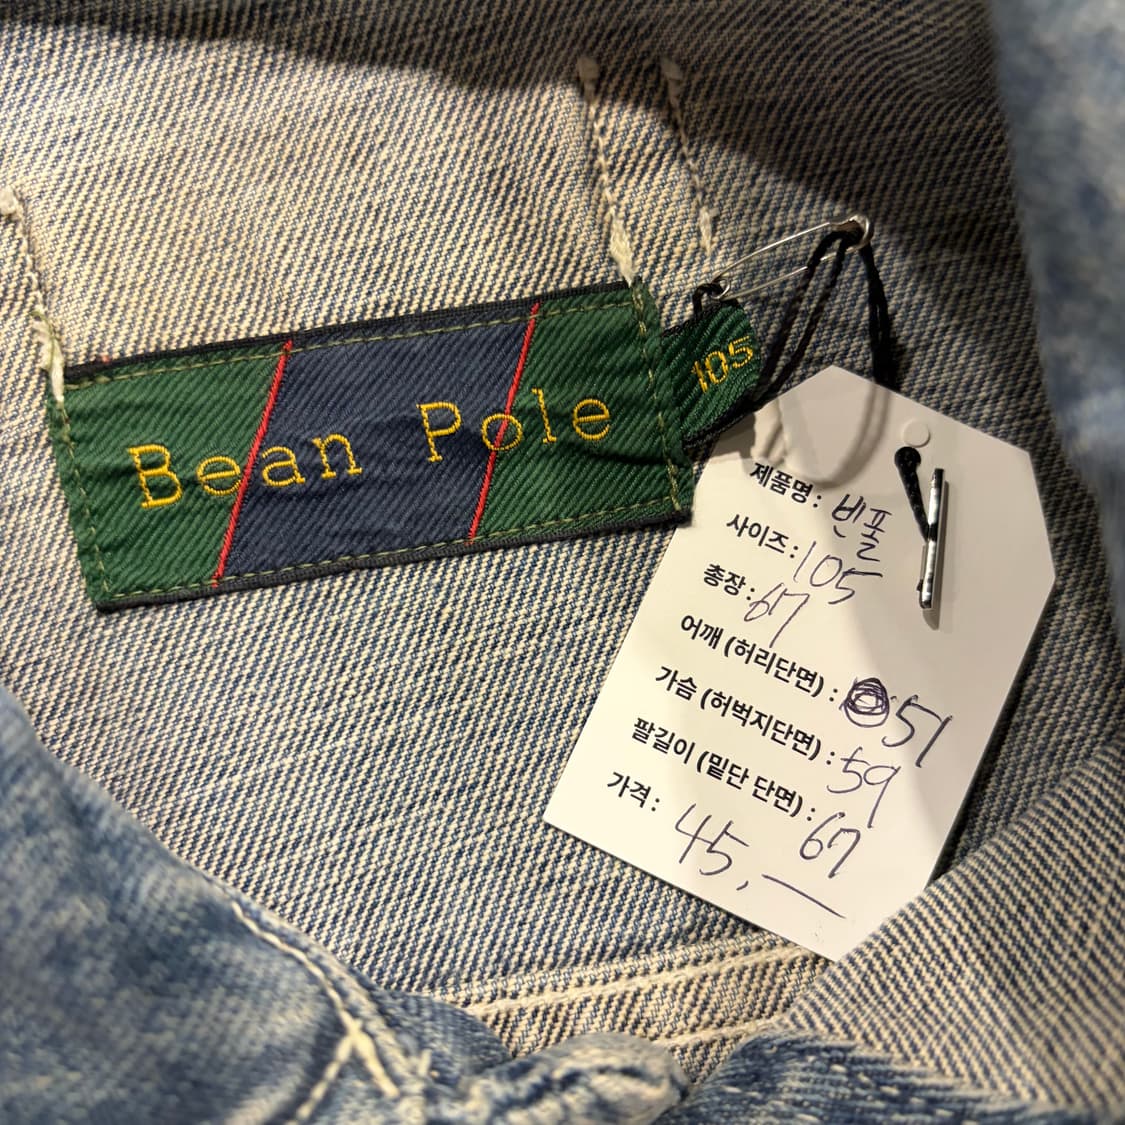 Bean Pole
105
제품명 : 빈폴
사이즈 : 105
총장 : 67
어깨 (허리단면) : 51
가슴 (허벅지단면) : 59
팔길이 (밑단 단면) : 67
가격 : 45,—